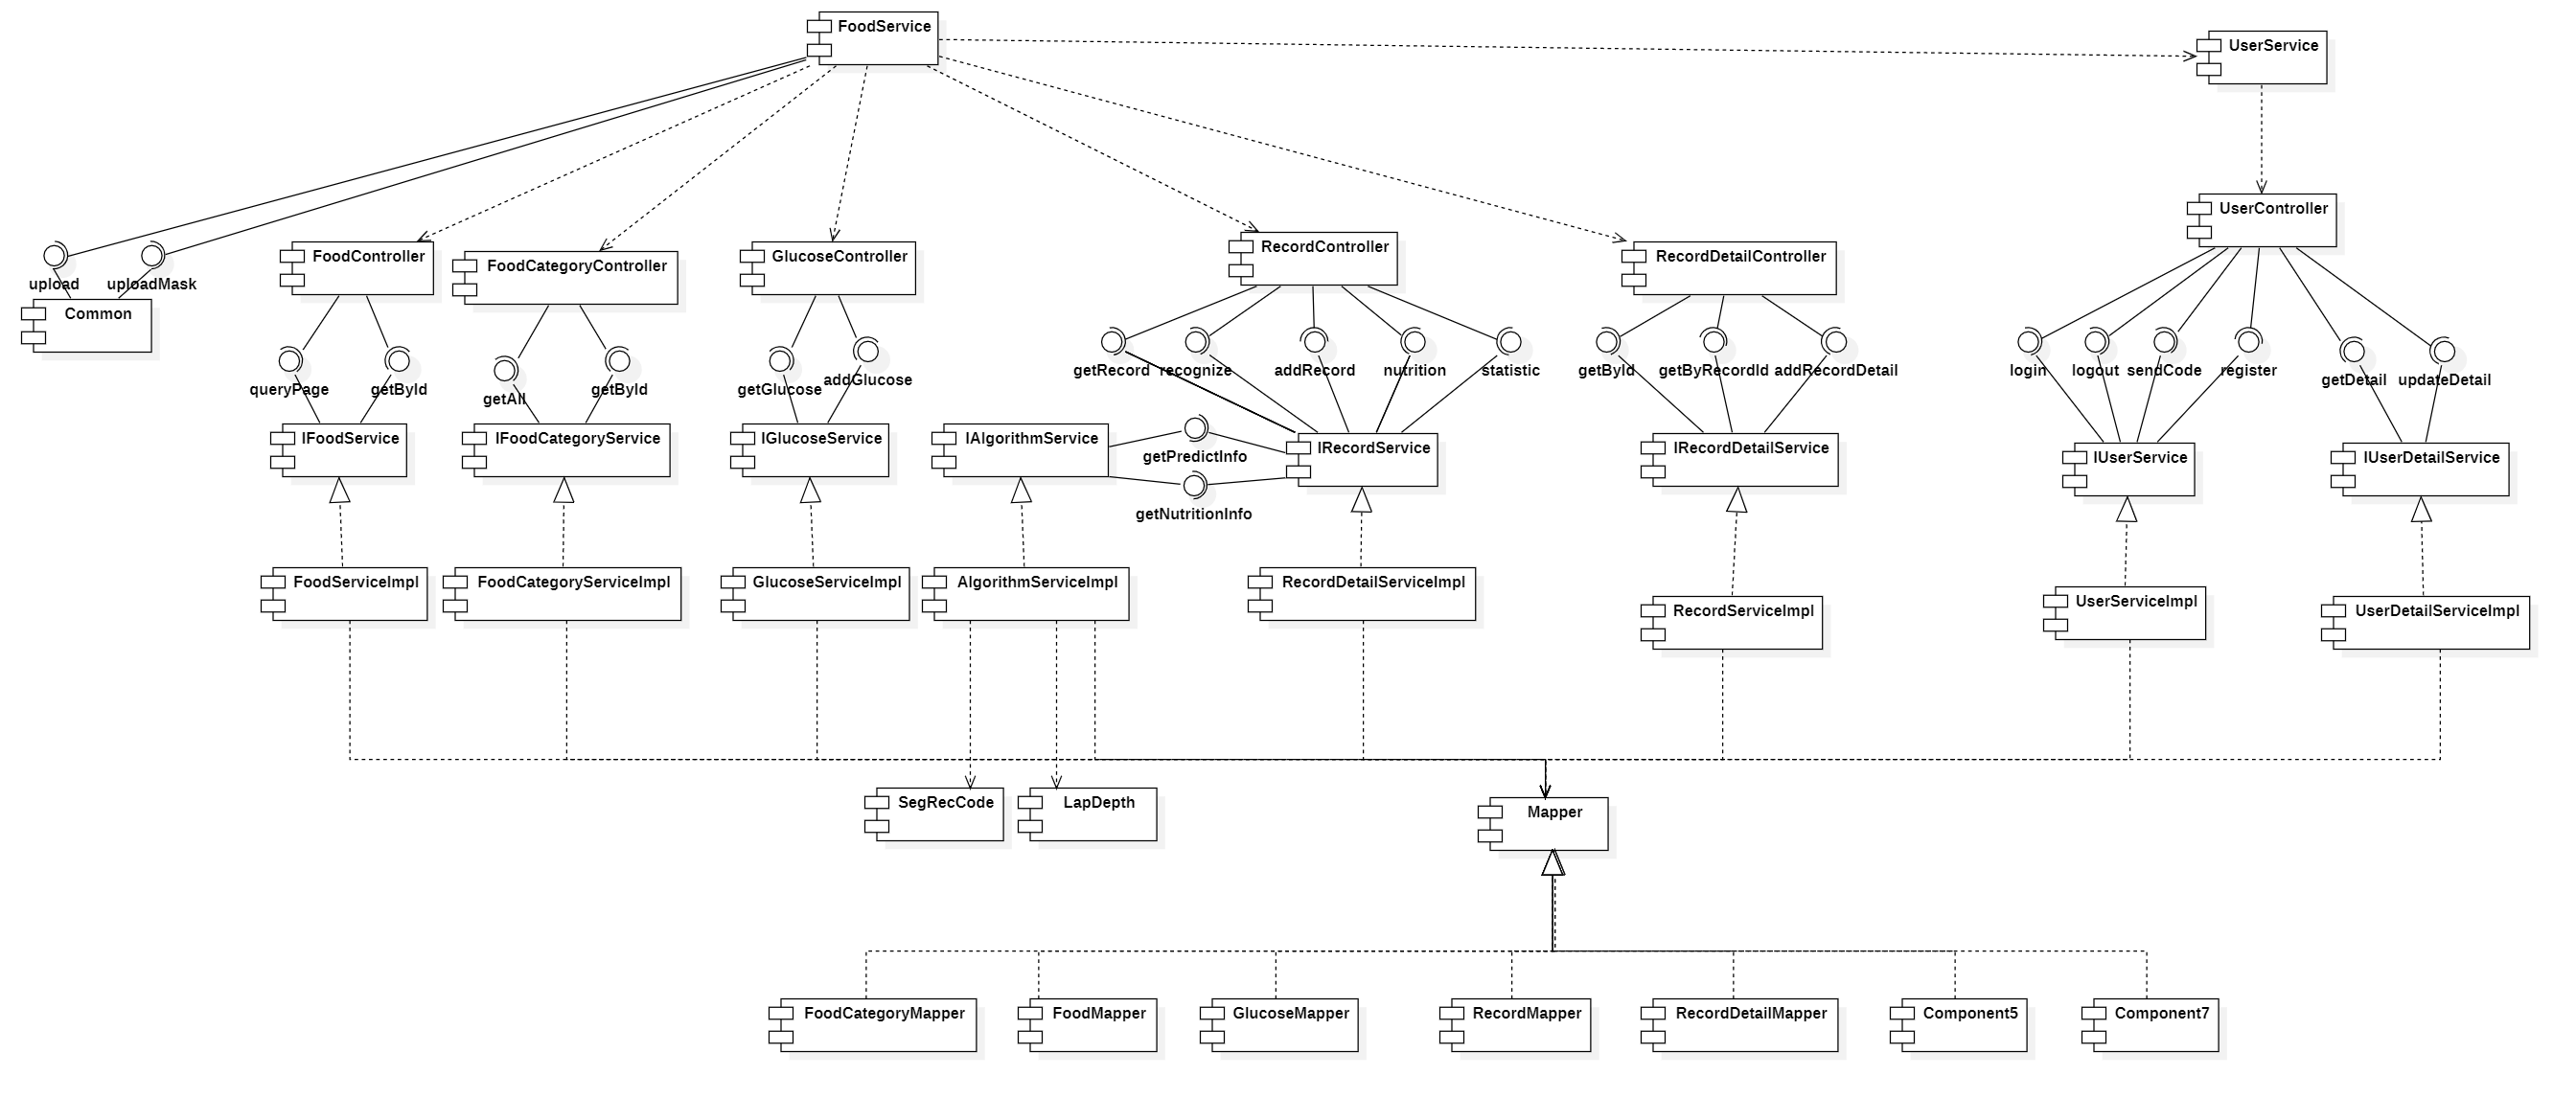 FoodService
UserService
UserController
RecordController
FoodController
FoodCategoryController
GlucoseController
RecordDetailController
upload
uploadMask
Common
getRecord
recognize
addRecord
nutrition
statistic
getById
getByRecordId
addRecordDetail
login
logout
sendCode
register
getDetail
updateDetail
queryPage
getById
getAll
getById
getGlucose
addGlucose
IFoodService
IFoodCategoryService
IGlucoseService
IAlgorithmService
getPredictInfo
getNutritionInfo
IRecordService
IRecordDetailService
IUserService
IUserDetailService
FoodServiceImpl
FoodCategoryServiceImpl
GlucoseServiceImpl
AlgorithmServiceImpl
RecordDetailServiceImpl
RecordServiceImpl
UserServiceImpl
UserDetailServiceImpl
SegRecCode
LapDepth
Mapper
FoodCategoryMapper
FoodMapper
GlucoseMapper
RecordMapper
RecordDetailMapper
Component5
Component7